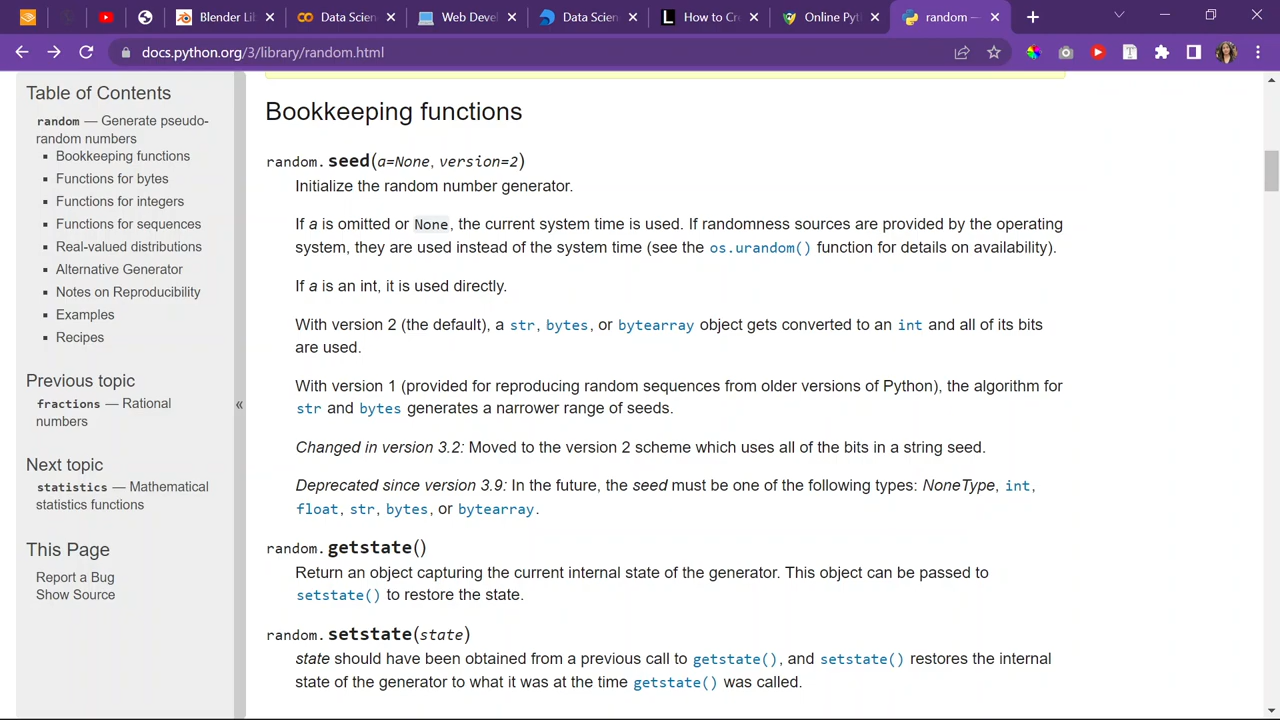 Blender Lib
Data Scien
Web Devel
Data Scien
How to Cre
Online Pyt
random —
docs.python.org/3/library/random.html
Table of Contents
random — Generate pseudo-
random numbers
Bookkeeping functions
Functions for bytes
Functions for integers
Functions for sequences
Real-valued distributions
Alternative Generator
Notes on Reproducibility
Examples
Recipes
Previous topic
fractions — Rational
numbers
Next topic
statistics — Mathematical
statistics functions
This Page
Report a Bug
Show Source
«
Bookkeeping functions
random.seed(a=None, version=2)
Initialize the random number generator.
If a is omitted or None, the current system time is used. If randomness sources are provided by the operating
system, they are used instead of the system time (see the os.urandom() function for details on availability).
If a is an int, it is used directly.
With version 2 (the default), a str, bytes, or bytearray object gets converted to an int and all of its bits
are used.
With version 1 (provided for reproducing random sequences from older versions of Python), the algorithm for
str and bytes generates a narrower range of seeds.
Changed in version 3.2: Moved to the version 2 scheme which uses all of the bits in a string seed.
Deprecated since version 3.9: In the future, the seed must be one of the following types: NoneType, int,
float, str, bytes, or bytearray.
random.getstate()
Return an object capturing the current internal state of the generator. This object can be passed to
setstate() to restore the state.
random.setstate(state)
state should have been obtained from a previous call to getstate(), and setstate() restores the internal
state of the generator to what it was at the time getstate() was called.